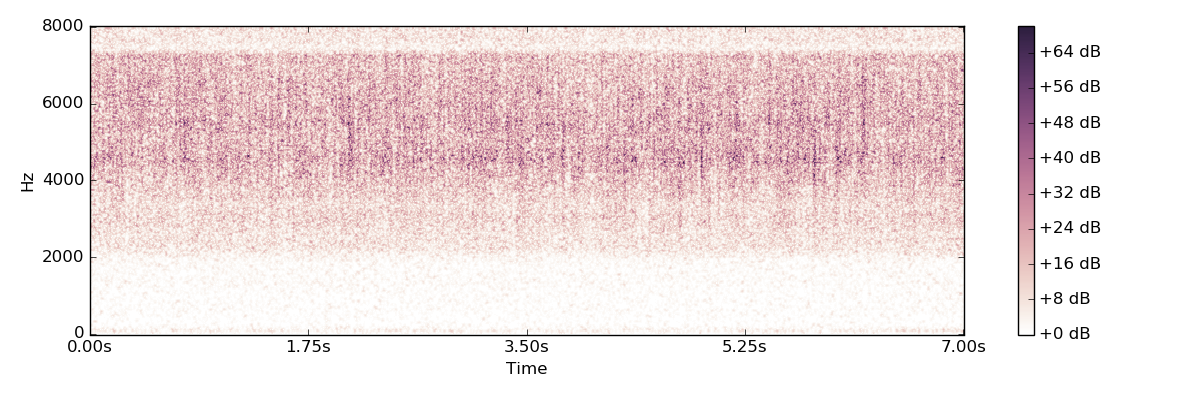 8000
6000
4000
2000
0
Hz
0.00s
1.75s
3.50s
5.25s
7.00s
Time
+64 dB
+56 dB
+48 dB
+40 dB
+32 dB
+24 dB
+16 dB
+8 dB
+0 dB